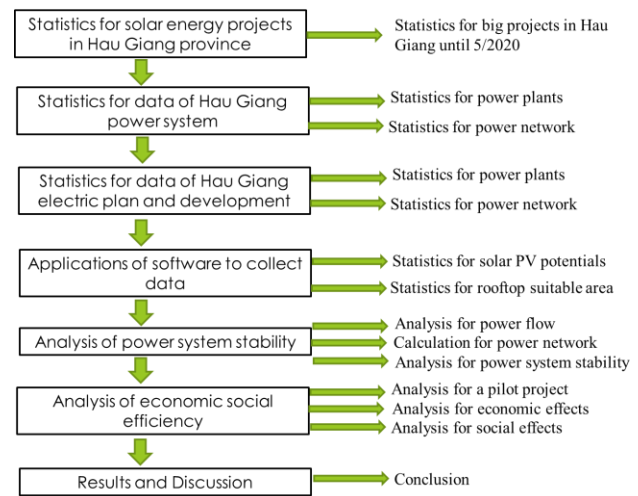 Statistics for solar energy projects
in Hau Giang province
Statistics for big projects in Hau
Giang until 5/2020
Statistics for data of Hau Giang
power system
Statistics for power plants
Statistics for power network
Statistics for data of Hau Giang
electric plan and development
Statistics for power plants
Statistics for power network
Applications of software to collect
data
Statistics for solar PV potentials
Statistics for rooftop suitable area
Analysis of power system stability
Analysis for power flow
Calculation for power network
Analysis for power system stability
Analysis of economic social
efficiency
Analysis for a pilot project
Analysis for economic effects
Analysis for social effects
Results and Discussion
Conclusion